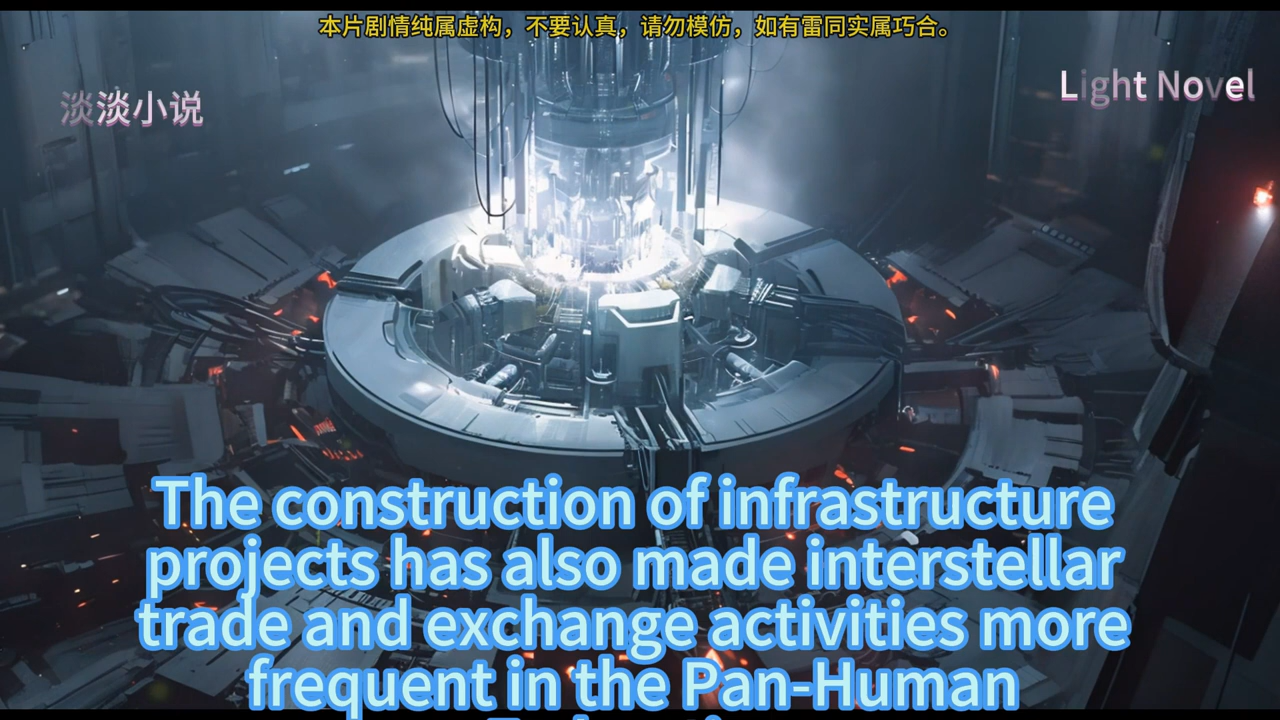 本片剧情纯属虚构，不要认真，请勿模仿，如有雷同实属巧合。
淡淡小说
Light Novel
The construction of infrastructure
projects has also made interstellar
trade and exchange activities more
frequent in the Pan-Human